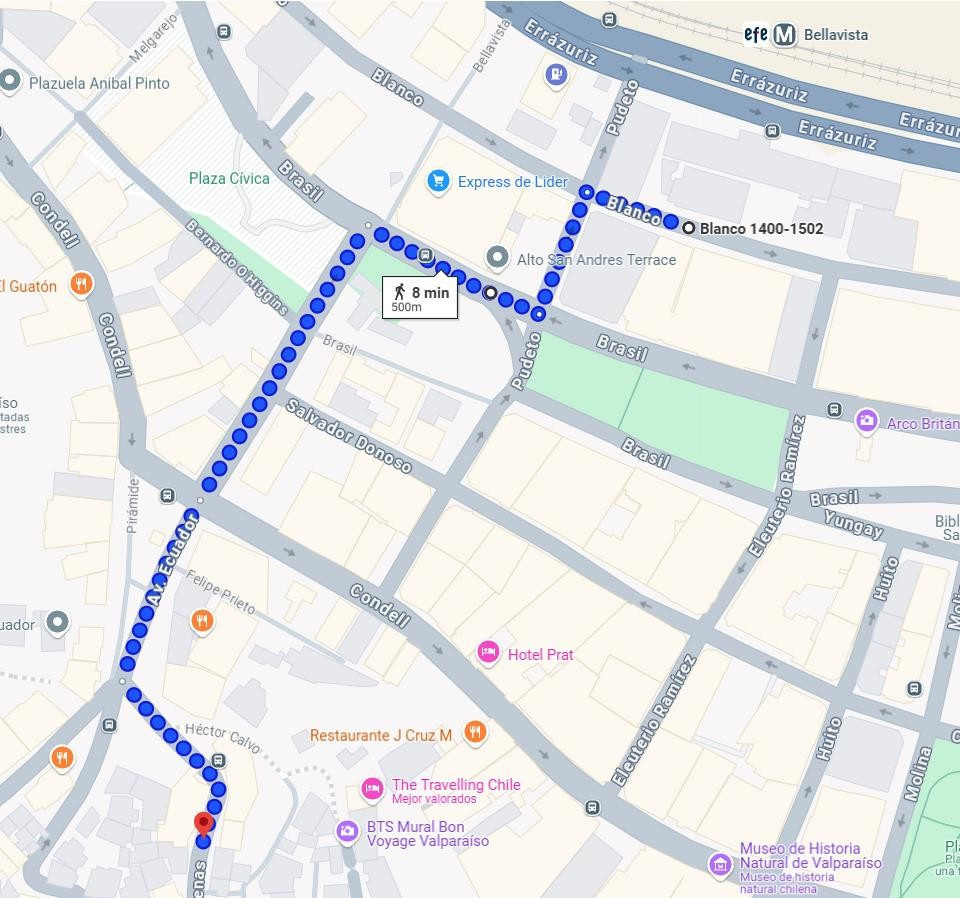 Errázuriz
efe M Bellavista
Melgarejo
Bellavista
Plazuela Anibal Pinto
Blanco
Pudeto
Errázuriz
Errázuriz
Errázuriz
Plaza Cívica
Brasil
Express de Lider
Condell
Blanco
Blanco 1400-1502
Bernardo O'Higgins
Alto San Andres Terrace
El Guatón
8 min
500m
Condell
Brasil
Brasil
Pudeto
Salvador Donoso
Arco Britán
Brasil
Eleuterio Ramírez
Brasil
Yungay
Pirámide
Av. Ecuador
Huito
Felipe Prieto
Condell
Hotel Prat
Eleuterio Ramírez
Héctor Calvo
Restaurante J Cruz M
Huito
Molina
The Travelling Chile
Mejor valorados
BTS Mural Bon
Voyage Valparaíso
Museo de Historia
Natural de Valparaíso
Museo de historia
natural chilena